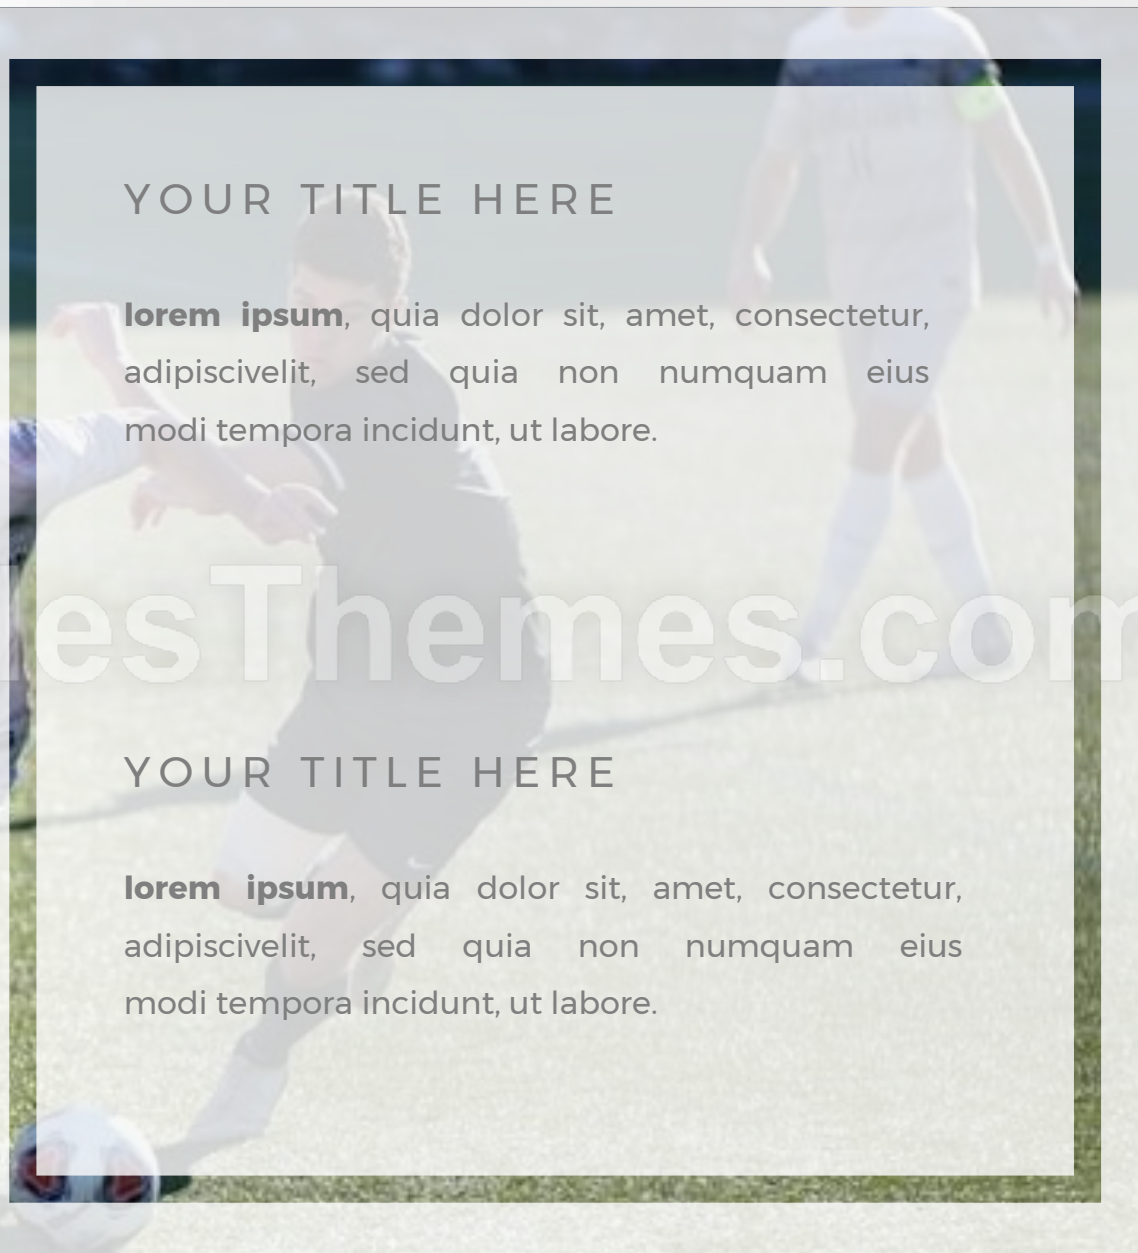 YOUR TITLE HERE
lorem ipsum, quia dolor sit, amet, consectetur,
adipiscivelit, sed quia non numquam eius
modi tempora incidunt, ut labore.
esThemes.com
YOUR TITLE HERE
lorem ipsum, quia dolor sit, amet, consectetur,
adipiscivelit, sed quia non numquam eius
modi tempora incidunt, ut labore.